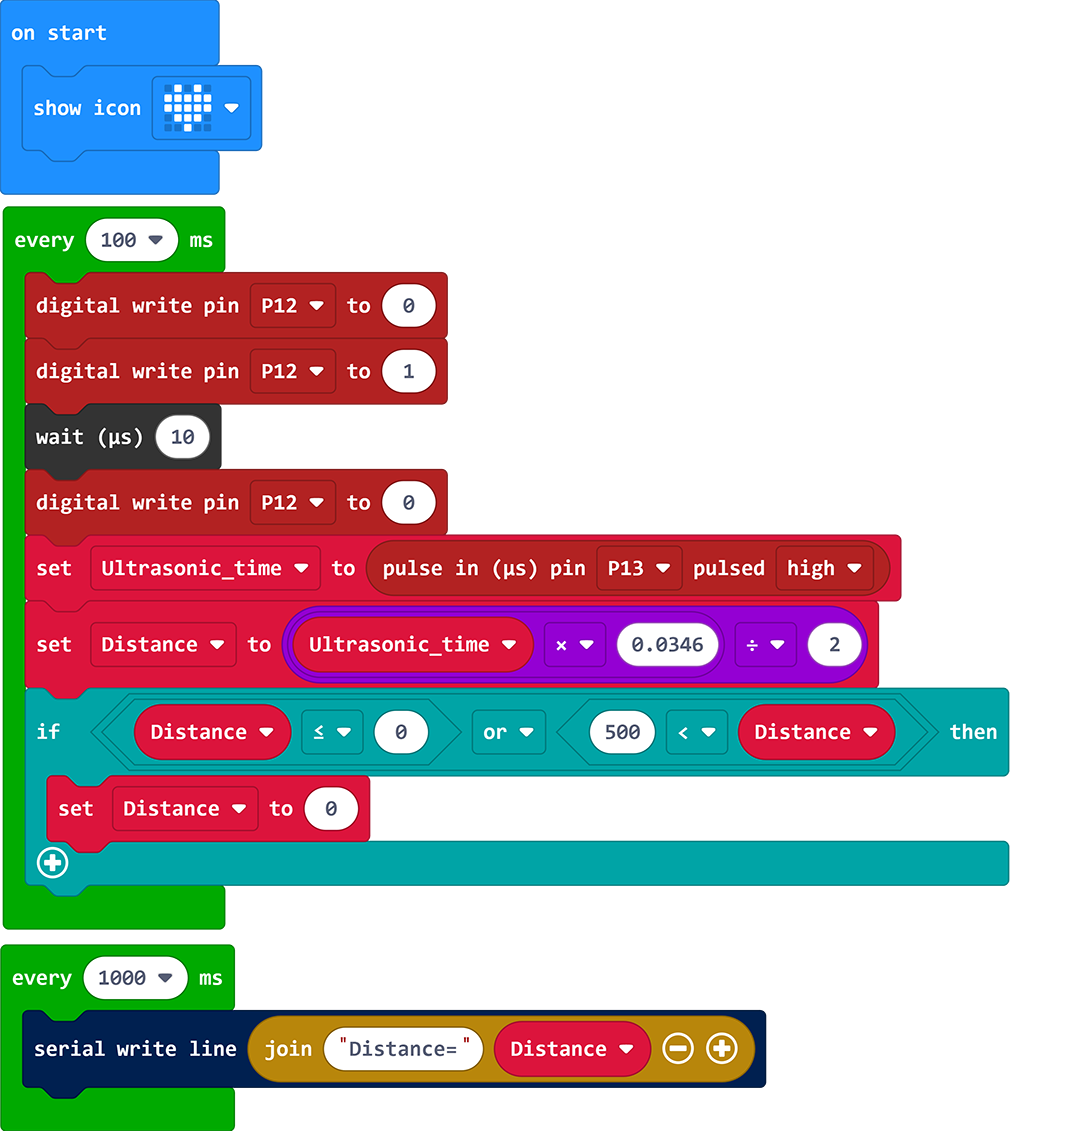 on start
show icon
every 100 ms
digital write pin P12 to 0
digital write pin P12 to 1
wait (µs) 10
digital write pin P12 to 0
set Ultrasonic_time to pulse in (µs) pin P13 pulsed high
set Distance to Ultrasonic_time × 0.0346 ÷ 2
if Distance ≤ 0 or 500 < Distance then
set Distance to 0
every 1000 ms
serial write line join "Distance= " Distance